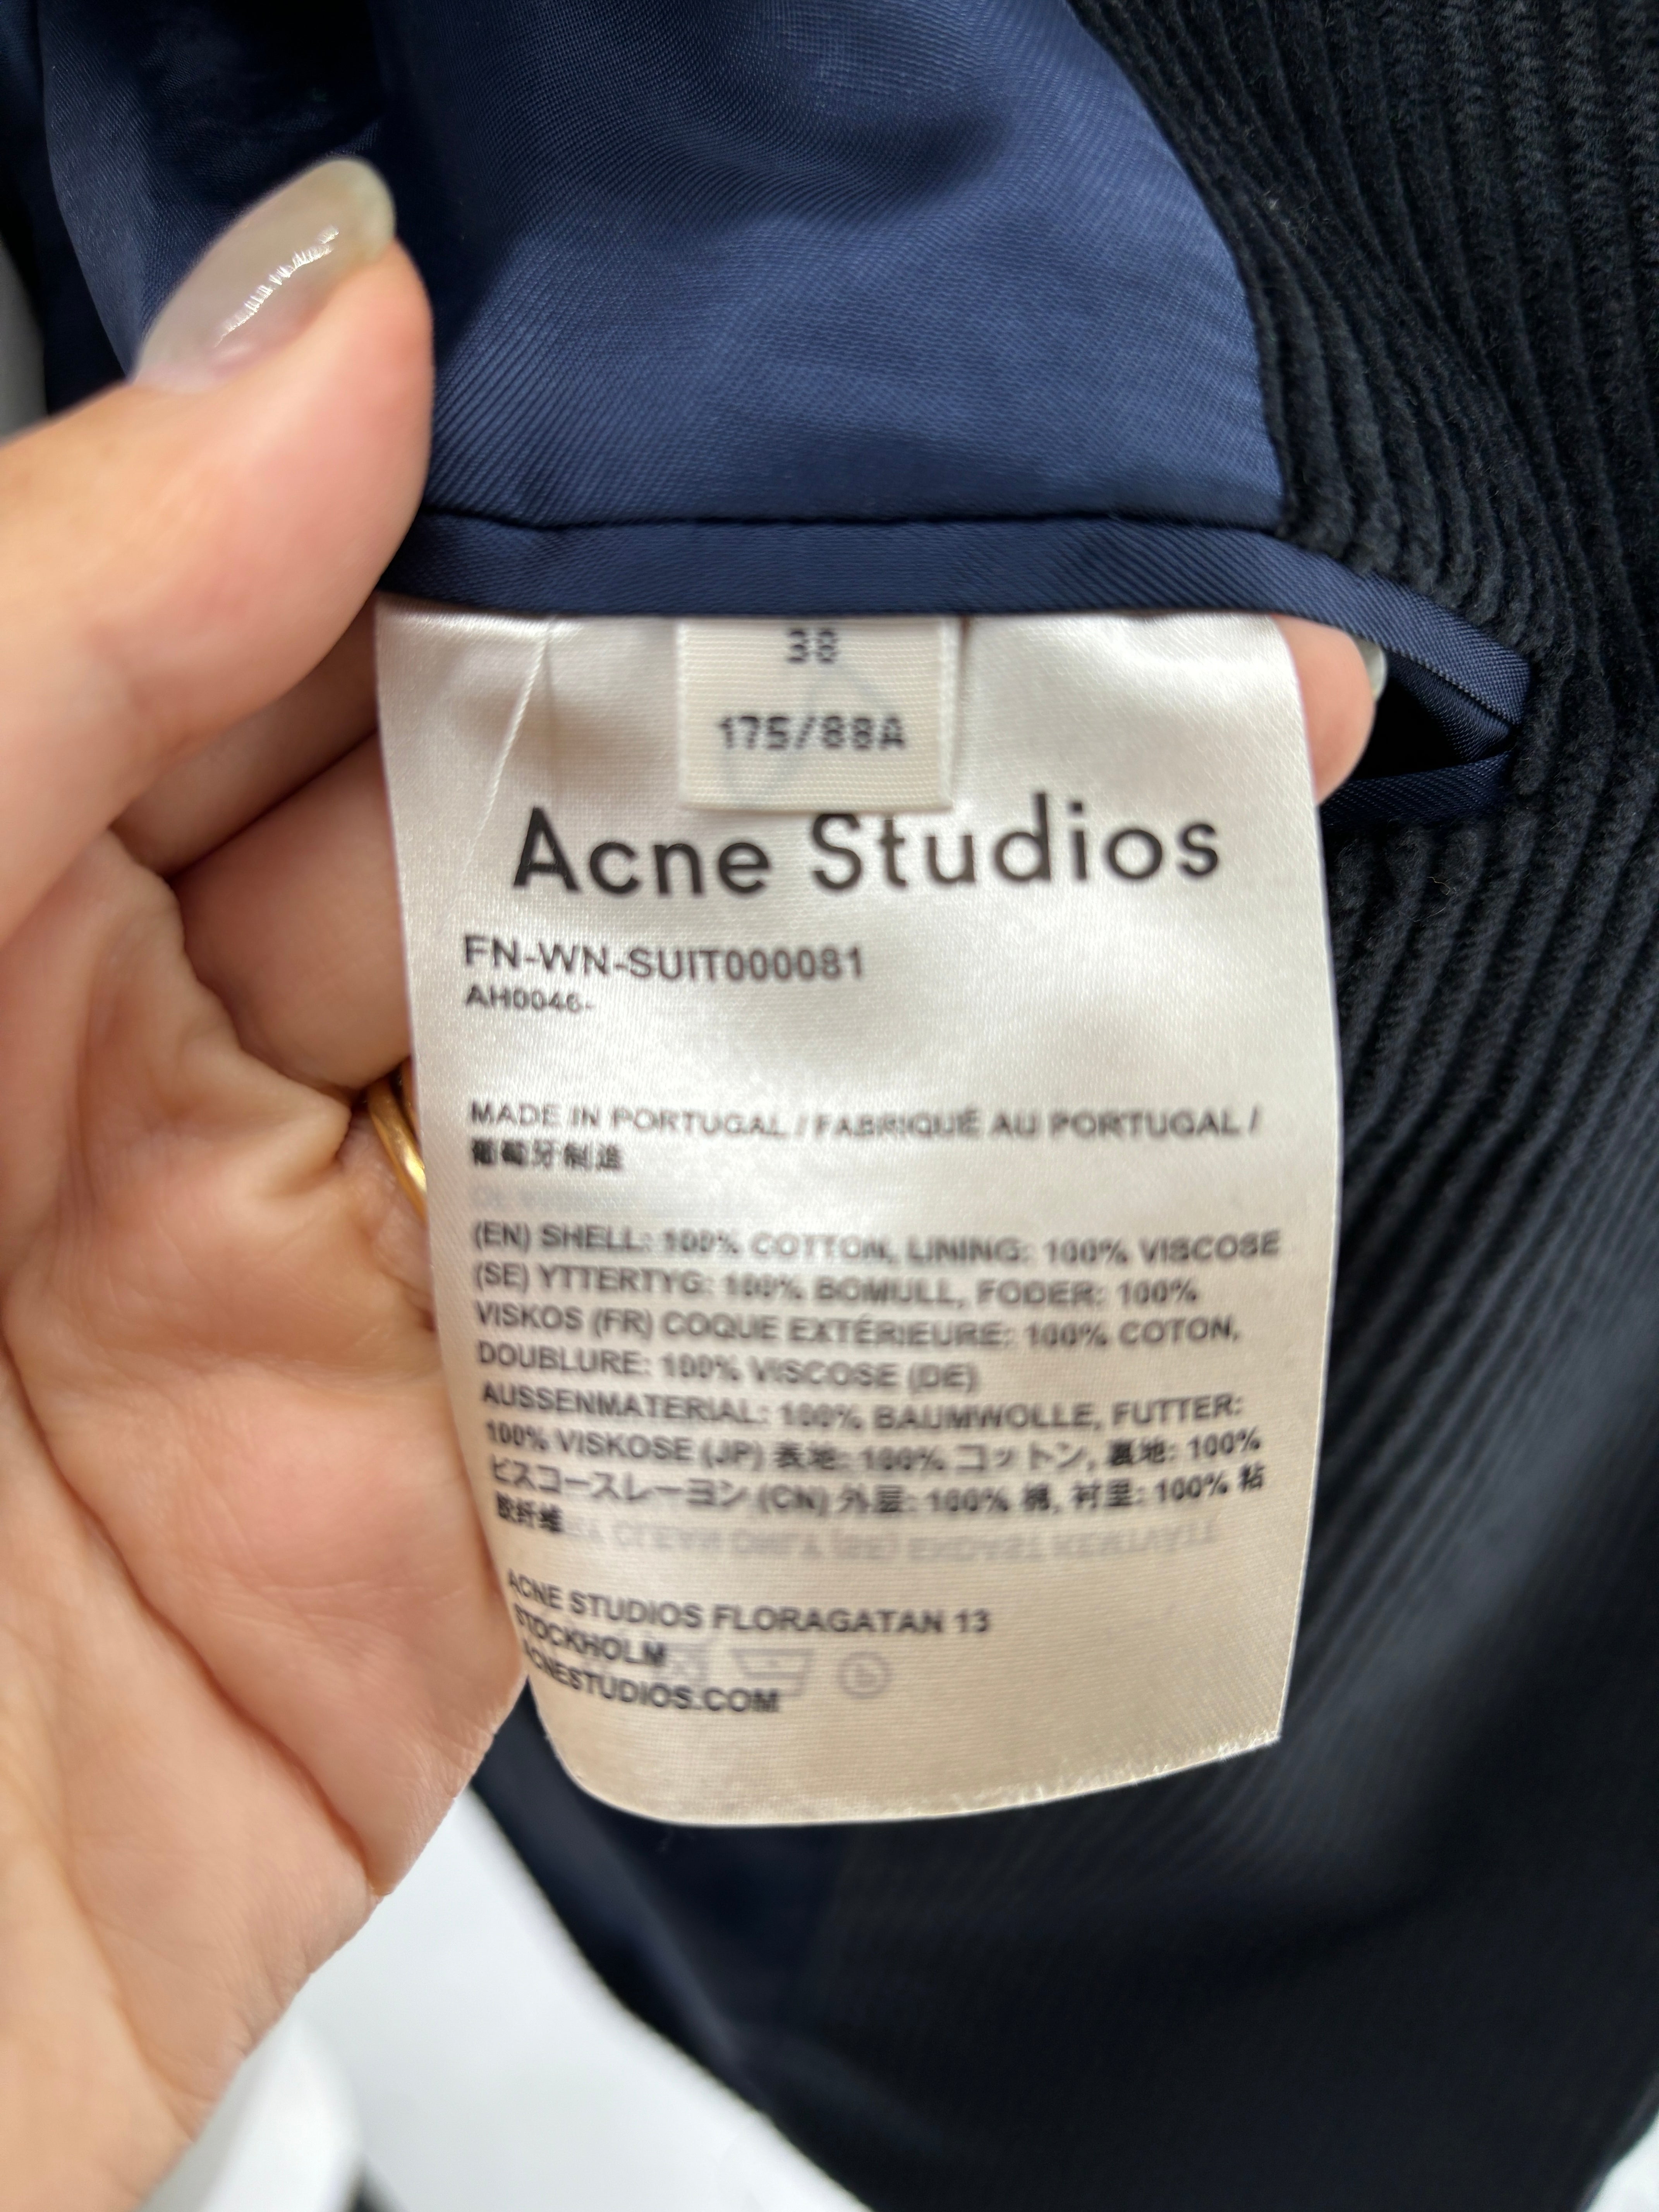 38
175/88A
Acne Studios
FN-WN-SUIT000081
AH0046-
MADE IN PORTUGAL / FABRIQUÉ AU PORTUGAL /
葡萄牙制造
(EN) SHELL: 100% COTTON, LINING: 100% VISCOSE
(SE) YTTERTYG: 100% BOMULL, FODER: 100%
VISKOS (FR) COQUE EXTÉRIEURE: 100% COTON,
DOUBLURE: 100% VISCOSE (DE)
AUSSENMATERIAL: 100% BAUMWOLLE, FUTTER:
100% VISKOSE (JP) 表地: 100% コットン, 裏地: 100%
ビスコースレーヨン (CN) 外层: 100% 棉, 衬里: 100% 粘
胶纤维
ACNE STUDIOS FLORAGATAN 13
STOCKHOLM
ACNESTUDIOS.COM